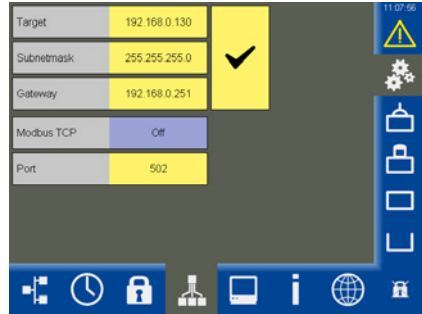 11:07:56
Target 192.168.0.130
Subnetmask 255.255.255.0
Gateway 192.168.0.251
Modbus TCP Off
Port 502